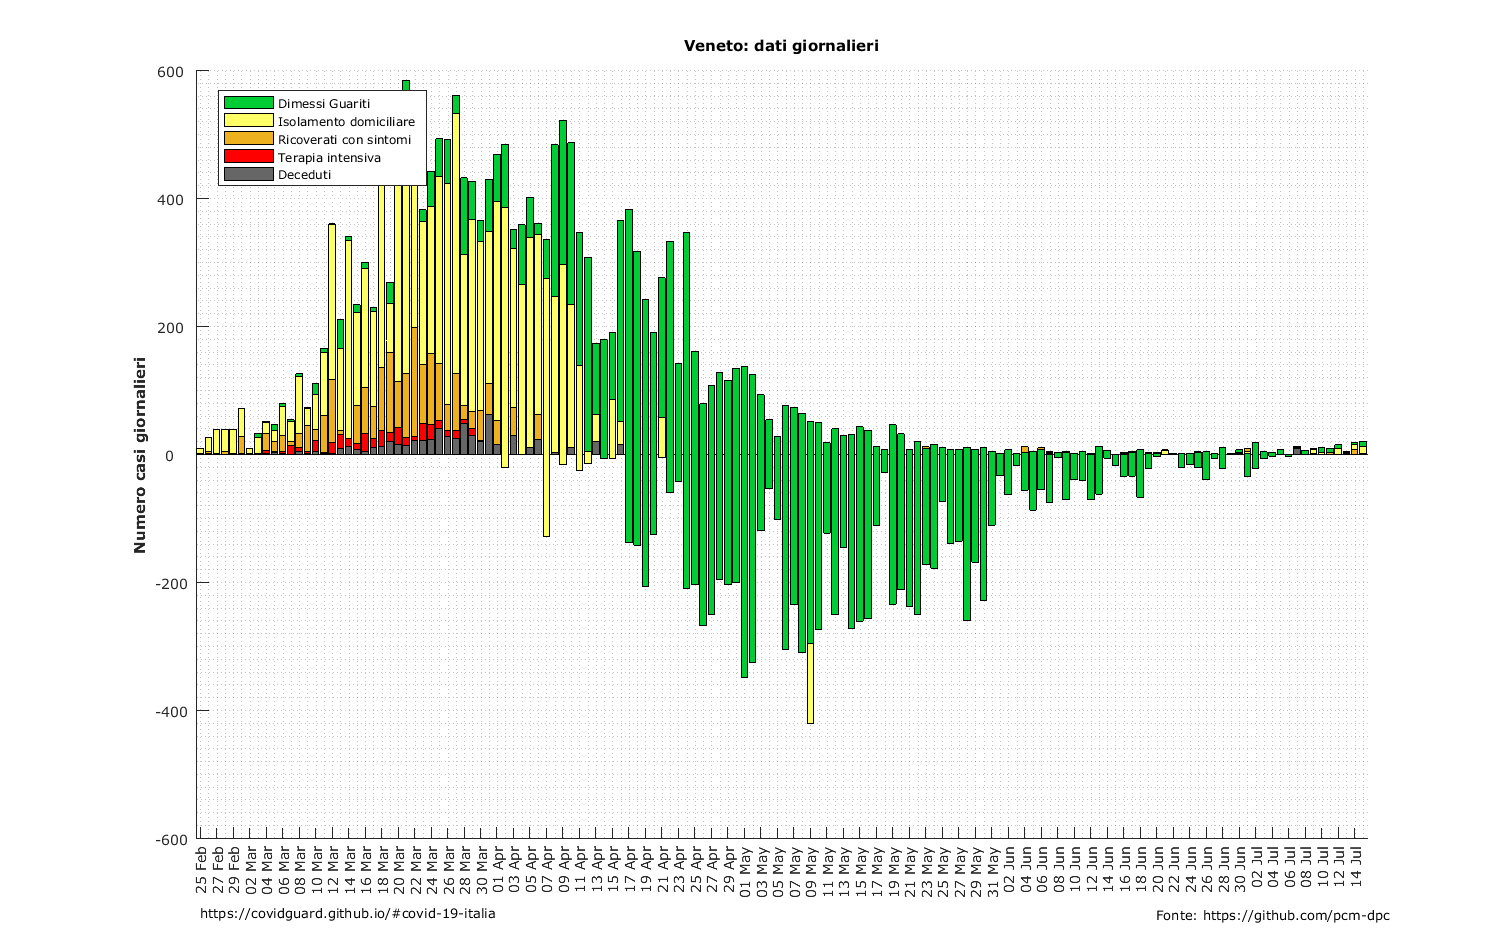 Veneto: dati giornalieri
600
400
200
0
-200
-400
-600
Numero casi giornalieri
Dimessi Guariti
Isolamento domiciliare
Ricoverati con sintomi
Terapia intensiva
Deceduti
25 Feb
27 Feb
29 Feb
02 Mar
04 Mar
06 Mar
08 Mar
10 Mar
12 Mar
14 Mar
16 Mar
18 Mar
20 Mar
22 Mar
24 Mar
26 Mar
28 Mar
30 Mar
01 Apr
03 Apr
05 Apr
07 Apr
09 Apr
11 Apr
13 Apr
15 Apr
17 Apr
19 Apr
21 Apr
23 Apr
25 Apr
27 Apr
29 Apr
01 May
03 May
05 May
07 May
09 May
11 May
13 May
15 May
17 May
19 May
21 May
23 May
25 May
27 May
29 May
31 May
02 Jun
04 Jun
06 Jun
08 Jun
10 Jun
12 Jun
14 Jun
16 Jun
18 Jun
20 Jun
22 Jun
24 Jun
26 Jun
28 Jun
30 Jun
02 Jul
04 Jul
06 Jul
08 Jul
10 Jul
12 Jul
14 Jul
https://covidguard.github.io/#covid-19-italia
Fonte: https://github.com/pcm-dpc